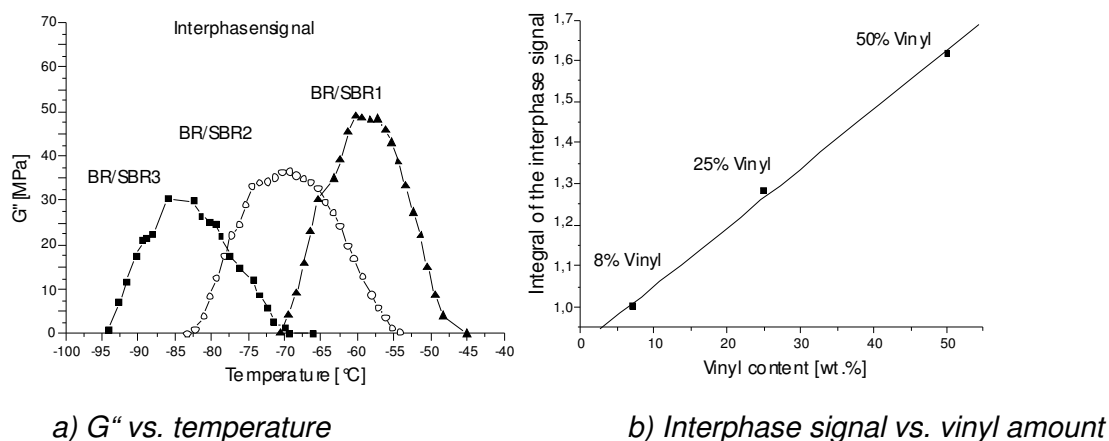 Interphasensignal
BR/SBR1
BR/SBR2
BR/SBR3
70
60
50
40
30
20
10
0
G" [MPa]
-100 -95 -90 -85 -80 -75 -70 -65 -60 -55 -50 -45 -40
Temperature [°C]
1,7
1,6
1,5
1,4
1,3
1,2
1,1
1,0
Integral of the interphase signal
50% Vinyl
25% Vinyl
8% Vinyl
0 10 20 30 40 50
Vinyl content [wt.%]
a) G“ vs. temperature
b) Interphase signal vs. vinyl amount